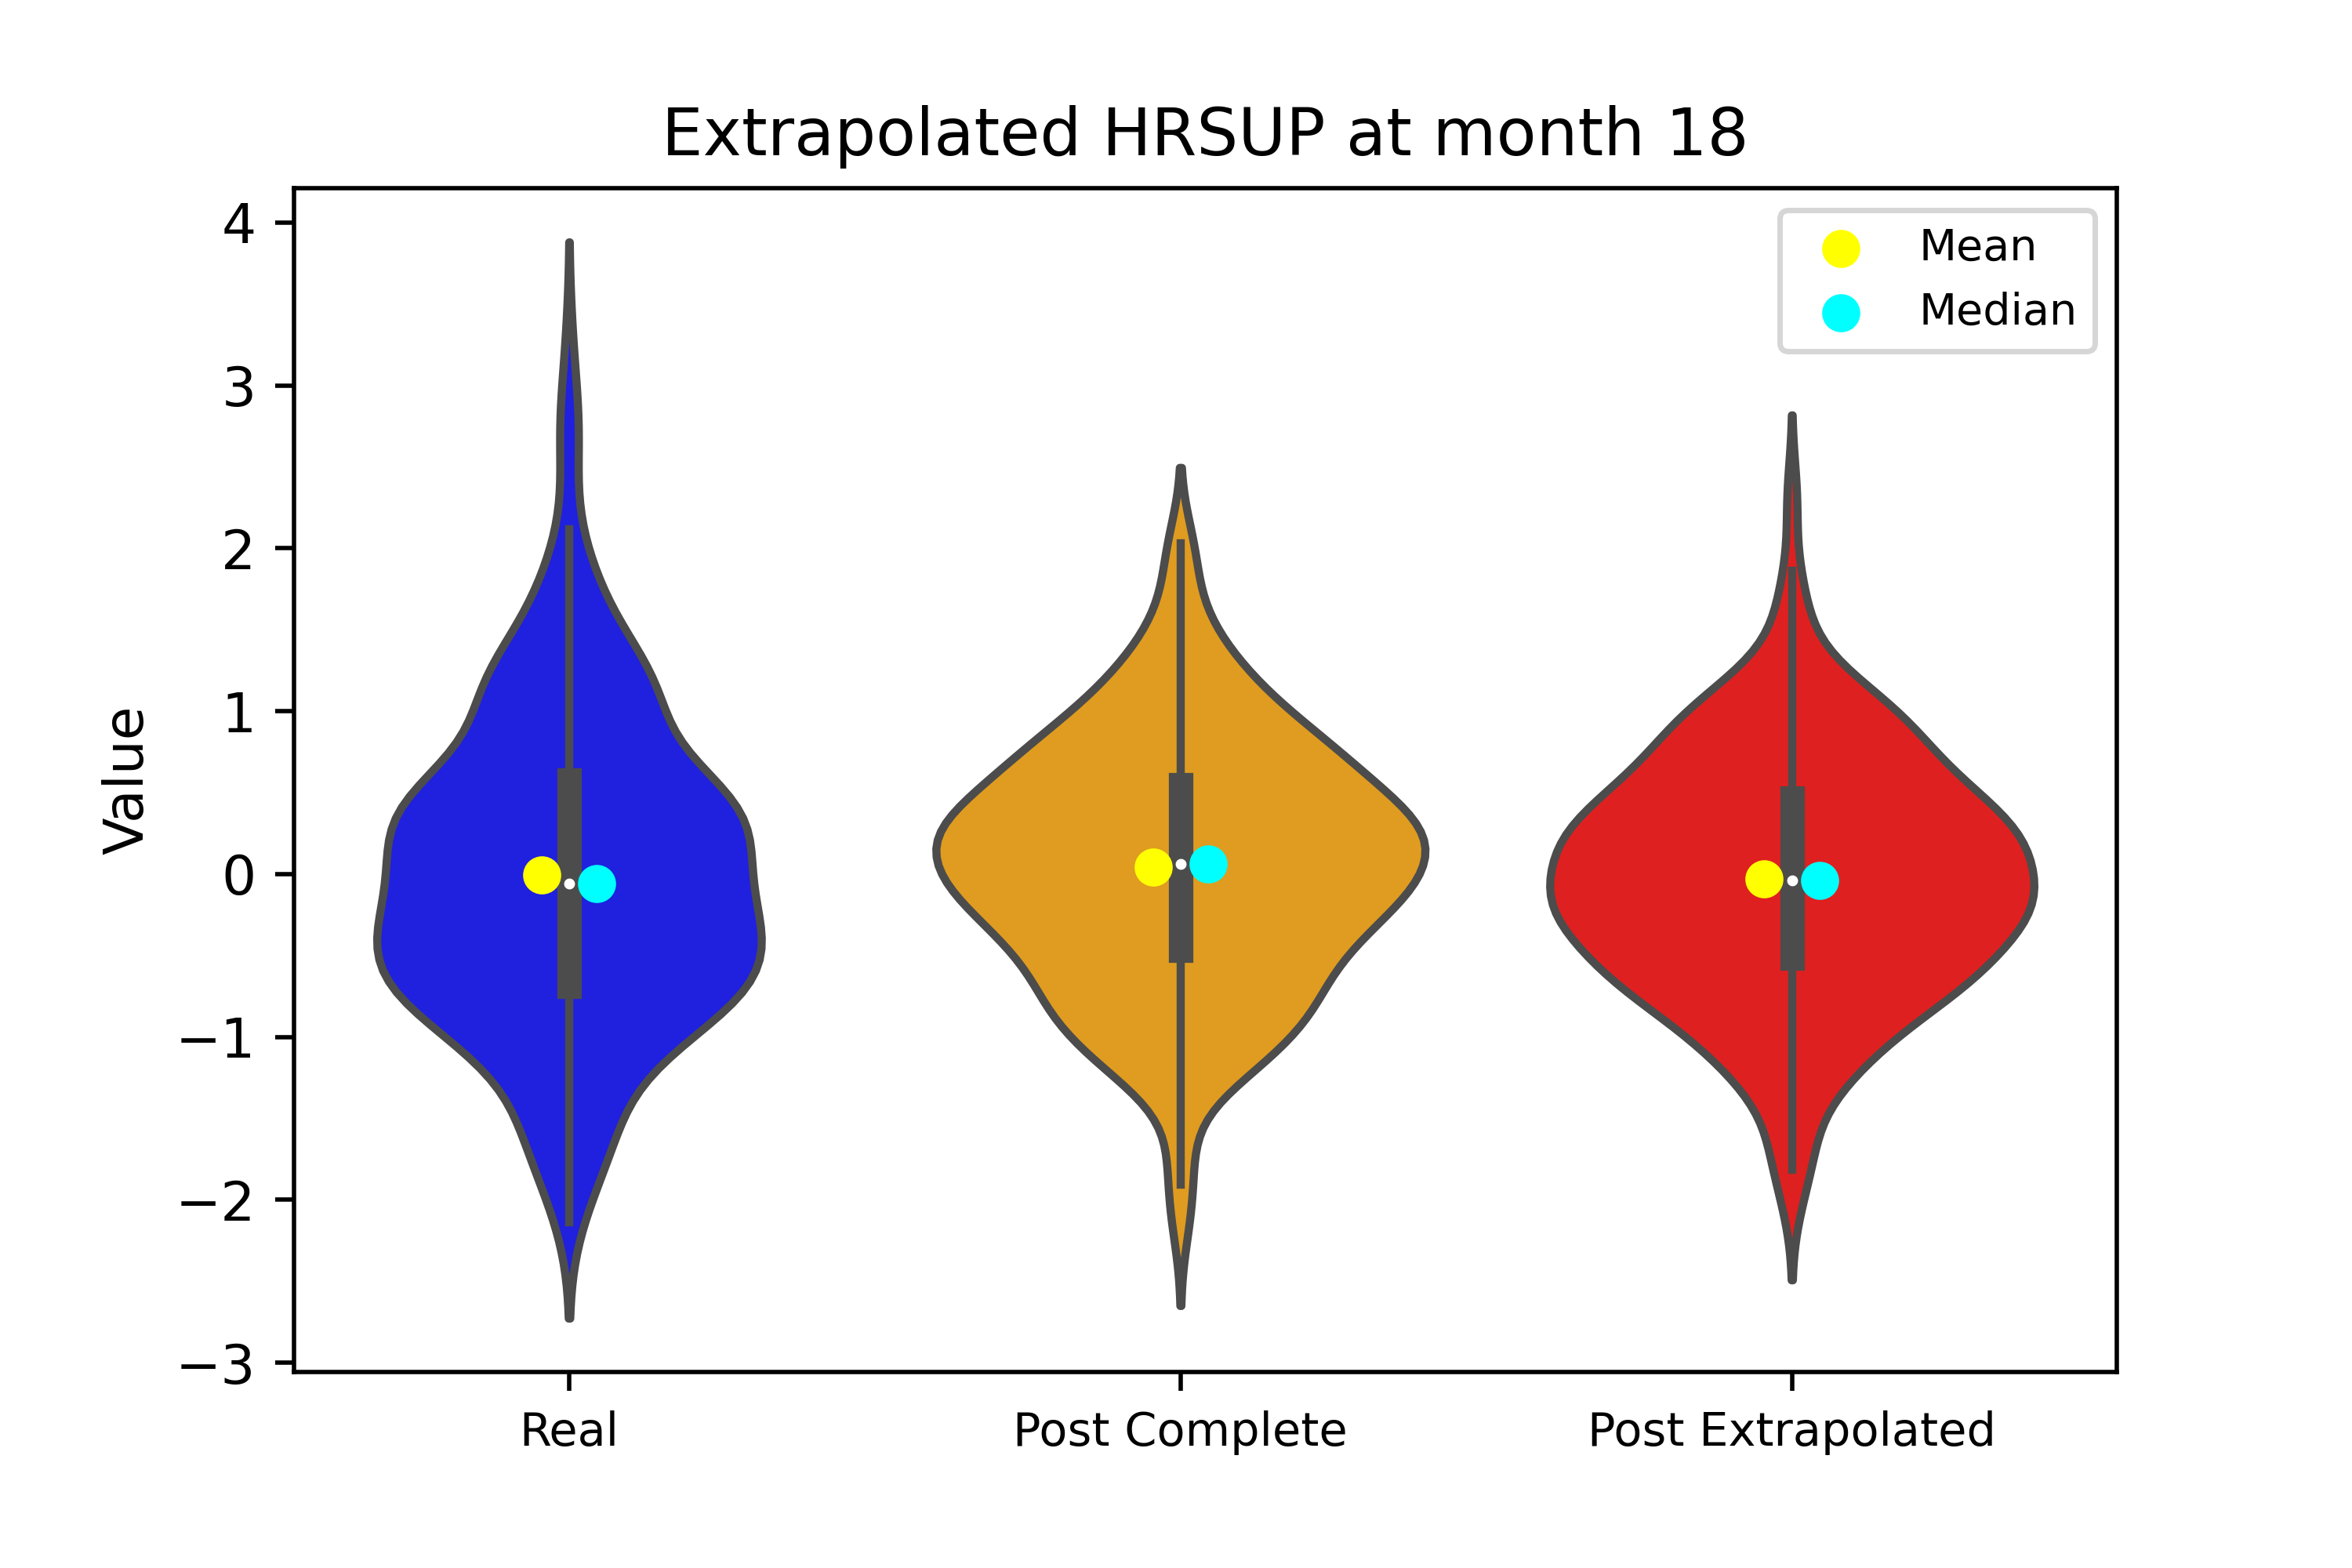 Extrapolated HRSUP at month 18
Mean
Median
4
3
2
1
0
−1
−2
−3
Value
Real
Post Complete
Post Extrapolated